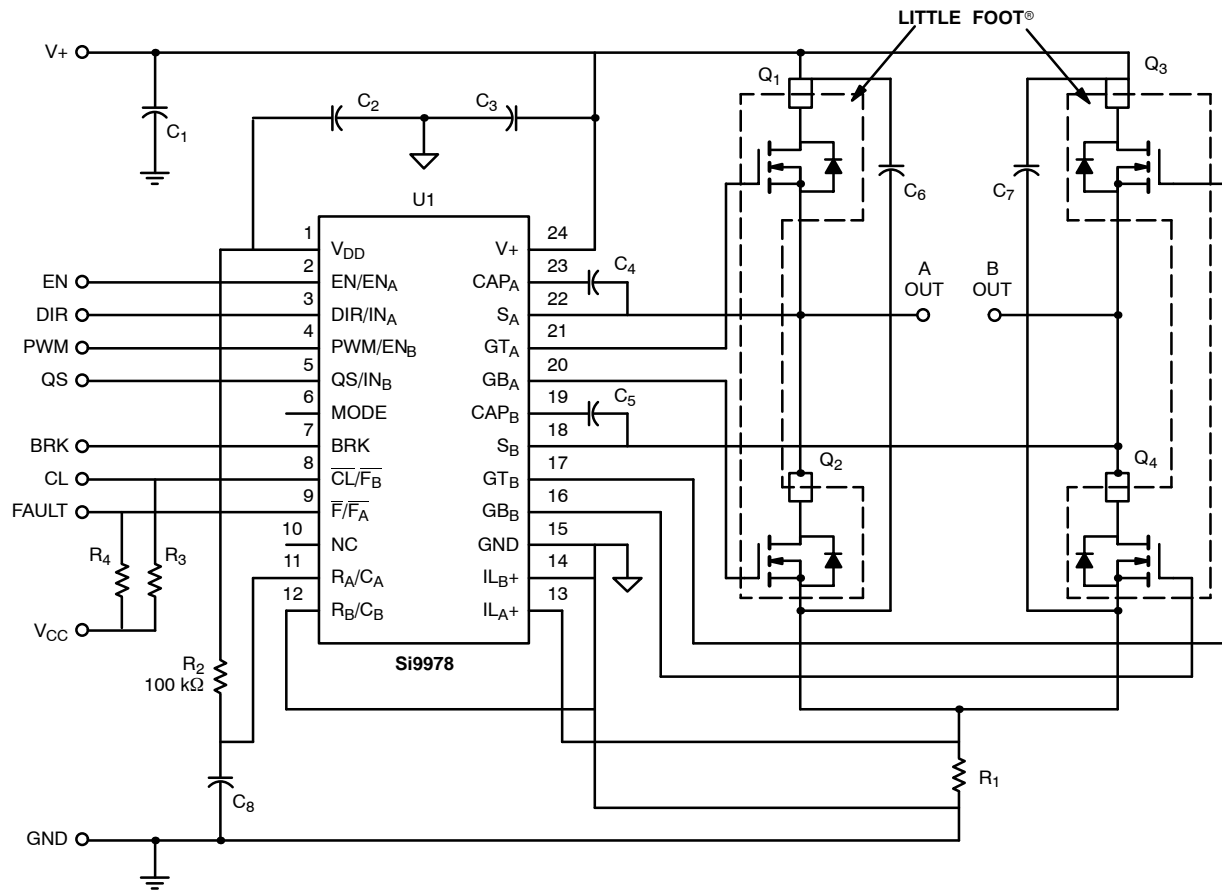 LITTLE FOOT®
V+
Q1
Q3
C1
C2
C3
C6
C7
U1
1
VDD
V+
24
EN
2
EN/ENA
CAPA
23
C4
DIR
3
DIR/INA
SA
22
A
OUT
B
OUT
PWM
4
PWM/ENB
GTA
21
QS
5
QS/INB
GBA
20
6
MODE
CAPB
19
C5
BRK
7
BRK
SB
18
CL
8
CL/FB
GTB
17
Q2
Q4
FAULT
9
F/FA
GBB
16
10
NC
GND
15
R4
R3
11
RA/CA
ILB+
14
12
RB/CB
ILA+
13
VCC
Si9978
R2
100 kΩ
R1
C8
GND